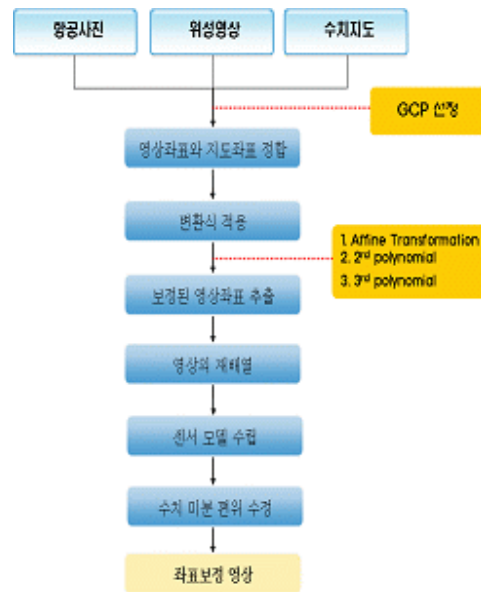 항공사진
위성영상
수치지도
GCP 선정
영상좌표와 지도좌표 정합
변환식 적용
1. Affine Transformation
2. 2nd polynomial
3. 3rd polynomial
보정된 영상좌표 추출
영상의 재배열
센서 모델 수립
수치 미분 편위 수정
좌표보정 영상